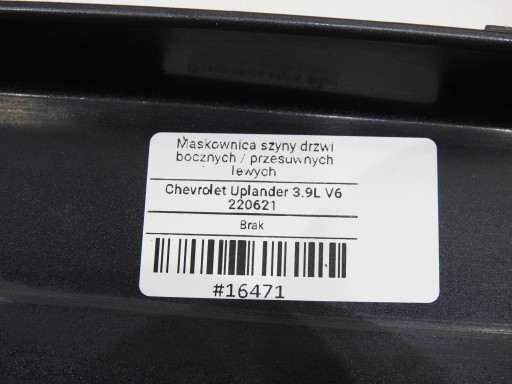 Maskownica szyny drzwi
bocznych / przesuwnych
lewych
Chevrolet Uplander 3.9L V6
220621
Brak
#16471